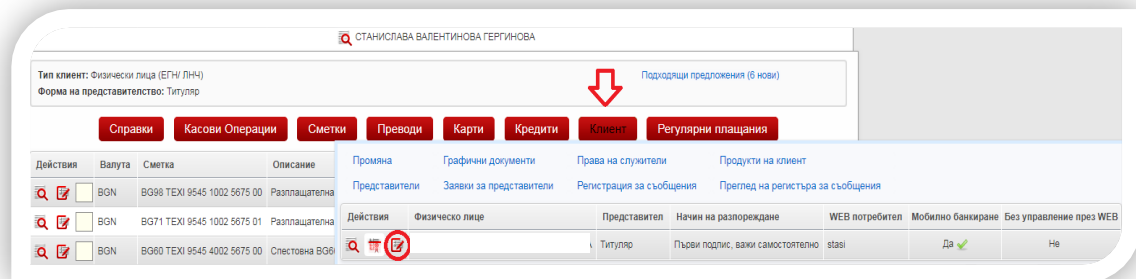 СТАНИСЛАВА ВАЛЕНТИНОВА ГЕРГИНОВА
Тип клиент: Физически лица (ЕГН/ ЛНЧ)
Подходящи предложения (6 нови)
Форма на представителство: Титуляр
Справки Касови Операции Сметки Преводи Карти Кредити Клиент Регулярни плащания
Действия Валута Сметка Описание
BGN BG98 TEXI 9545 1002 5675 00 Разплащателна
BGN BG71 TEXI 9545 1002 5675 01 Разплащателна
BGN BG60 TEXI 9545 4002 5675 00 Спестовна BG60
Промяна Графични документи Права на служители Продукти на клиент
Представители Заявки за представители Регистрация за съобщения Преглед на регистъра за съобщения
Действия Физическо лице Представител Начин на разпореждане WEB потребител Мобилно банкиране Без управление през WEB
Титуляр Първи подпис, важи самостоятелно stasi Да Не